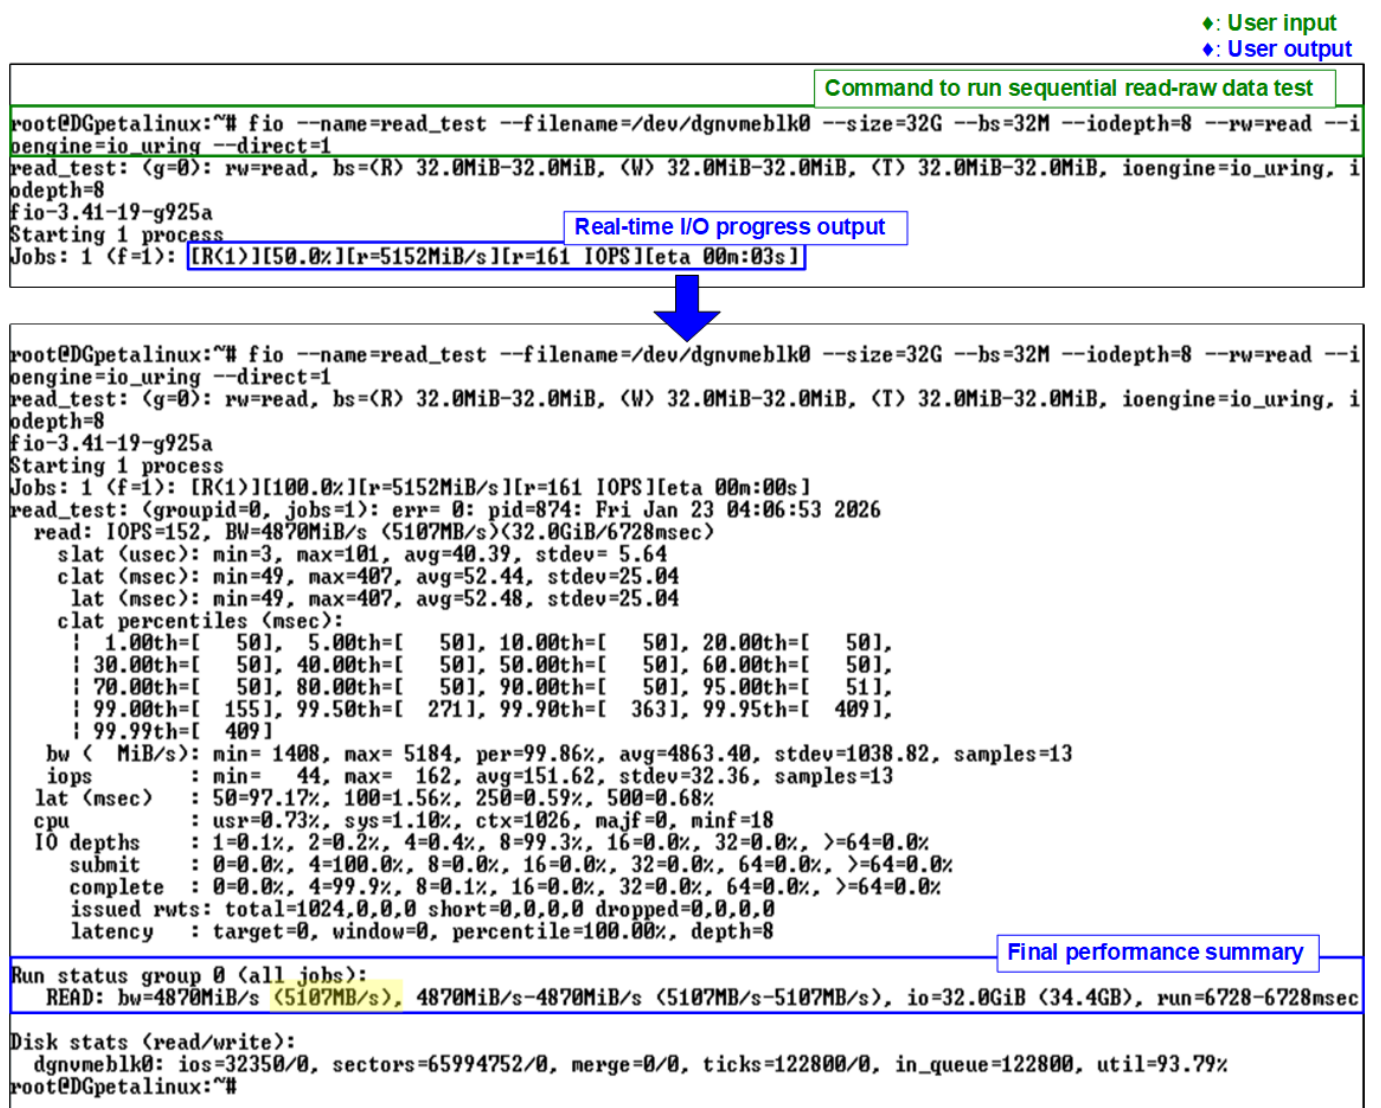 ♦: User input
♦: User output
Command to run sequential read-raw data test
root@DGpetalinux:~# fio --name=read_test --filename=/dev/dgnvmeblk0 --size=32G --bs=32M --iodepth=8 --rw=read --i
oengine=io_uring --direct=1
read_test: (g=0): rw=read, bs=(R) 32.0MiB-32.0MiB, (W) 32.0MiB-32.0MiB, (T) 32.0MiB-32.0MiB, ioengine=io_uring, i
odepth=8
fio-3.41-19-g925a
Starting 1 process
Real-time I/O progress output
Jobs: 1 (f=1): [R(1)][50.0%][r=5152MiB/s][r=161 IOPS][eta 00m:03s]
root@DGpetalinux:~# fio --name=read_test --filename=/dev/dgnvmeblk0 --size=32G --bs=32M --iodepth=8 --rw=read --i
oengine=io_uring --direct=1
read_test: (g=0): rw=read, bs=(R) 32.0MiB-32.0MiB, (W) 32.0MiB-32.0MiB, (T) 32.0MiB-32.0MiB, ioengine=io_uring, i
odepth=8
fio-3.41-19-g925a
Starting 1 process
Jobs: 1 (f=1): [R(1)][100.0%][r=5152MiB/s][r=161 IOPS][eta 00m:00s]
read_test: (groupid=0, jobs=1): err= 0: pid=874: Fri Jan 23 04:06:53 2026
read: IOPS=152, BW=4870MiB/s (5107MB/s)(32.0GiB/6728msec)
slat (usec): min=3, max=101, avg=40.39, stdev= 5.64
clat (msec): min=49, max=407, avg=52.44, stdev=25.04
lat (msec): min=49, max=407, avg=52.48, stdev=25.04
clat percentiles (msec):
| 1.00th=[ 50], 5.00th=[ 50], 10.00th=[ 50], 20.00th=[ 50],
| 30.00th=[ 50], 40.00th=[ 50], 50.00th=[ 50], 60.00th=[ 50],
| 70.00th=[ 50], 80.00th=[ 50], 90.00th=[ 50], 95.00th=[ 51],
| 99.00th=[ 155], 99.50th=[ 271], 99.90th=[ 363], 99.95th=[ 409],
| 99.99th=[ 409]
bw ( MiB/s): min= 1408, max= 5184, per=99.86%, avg=4863.40, stdev=1038.82, samples=13
iops : min= 44, max= 162, avg=151.62, stdev=32.36, samples=13
lat (msec) : 50=97.17%, 100=1.56%, 250=0.59%, 500=0.68%
cpu : usr=0.73%, sys=1.10%, ctx=1026, majf=0, minf=18
IO depths : 1=0.1%, 2=0.2%, 4=0.4%, 8=99.3%, 16=0.0%, 32=0.0%, >=64=0.0%
submit : 0=0.0%, 4=100.0%, 8=0.0%, 16=0.0%, 32=0.0%, 64=0.0%, >=64=0.0%
complete : 0=0.0%, 4=99.9%, 8=0.1%, 16=0.0%, 32=0.0%, 64=0.0%, >=64=0.0%
issued rwts: total=1024,0,0,0 short=0,0,0,0 dropped=0,0,0,0
latency : target=0, window=0, percentile=100.00%, depth=8
Final performance summary
Run status group 0 (all jobs):
READ: bw=4870MiB/s (5107MB/s), 4870MiB/s-4870MiB/s (5107MB/s-5107MB/s), io=32.0GiB (34.4GB), run=6728-6728msec
Disk stats (read/write):
dgnvmeblk0: ios=32350/0, sectors=65994752/0, merge=0/0, ticks=122800/0, in_queue=122800, util=93.79%
root@DGpetalinux:~#